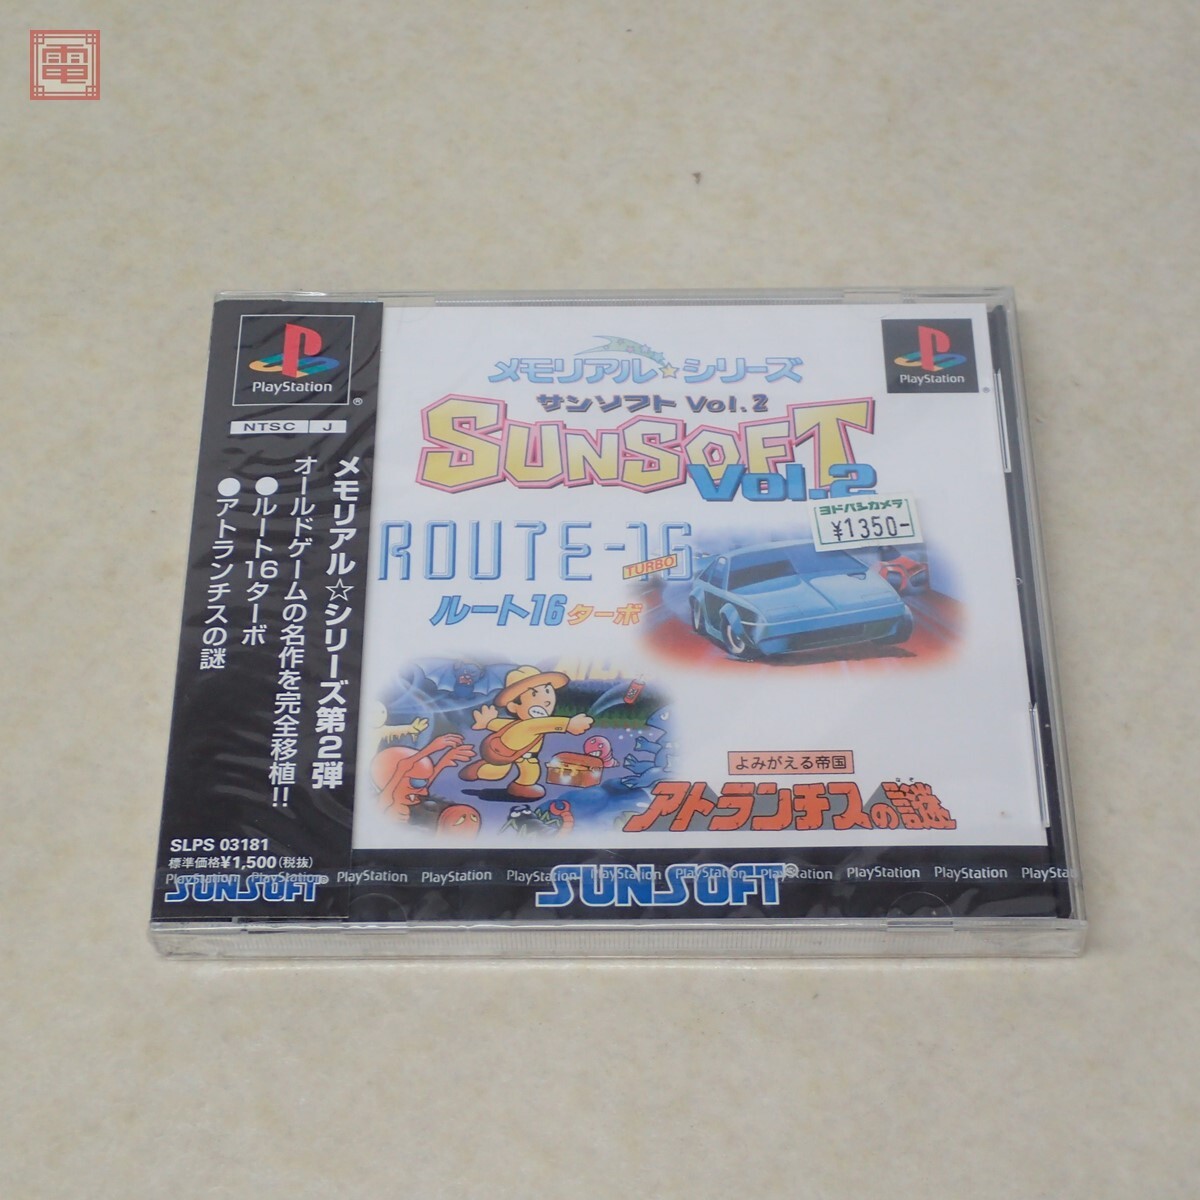 電
PlayStation
NTSC J
メモリアル☆シリーズ第2弾
オールドゲームの名作を完全移植!!
●ルート16ターボ
●アトランチスの謎
SLPS 03181
標準価格¥1,500(税抜)
SUNSOFT®
メモリアル☆シリーズ
サンソフト Vol.2
SUNSOFT
Vol.2
PlayStation
ヨドバシカメラ
¥1350-
ROUTE-16
TURBO
ルート16ターボ
よみがえる帝国
アトランチスの謎
なぞ
SUNSOFT®
PlayStation PlayStation PlayStation PlayStation PlayStation PlayStation PlayStation PlayStation PlayStation PlayStation PlaySta